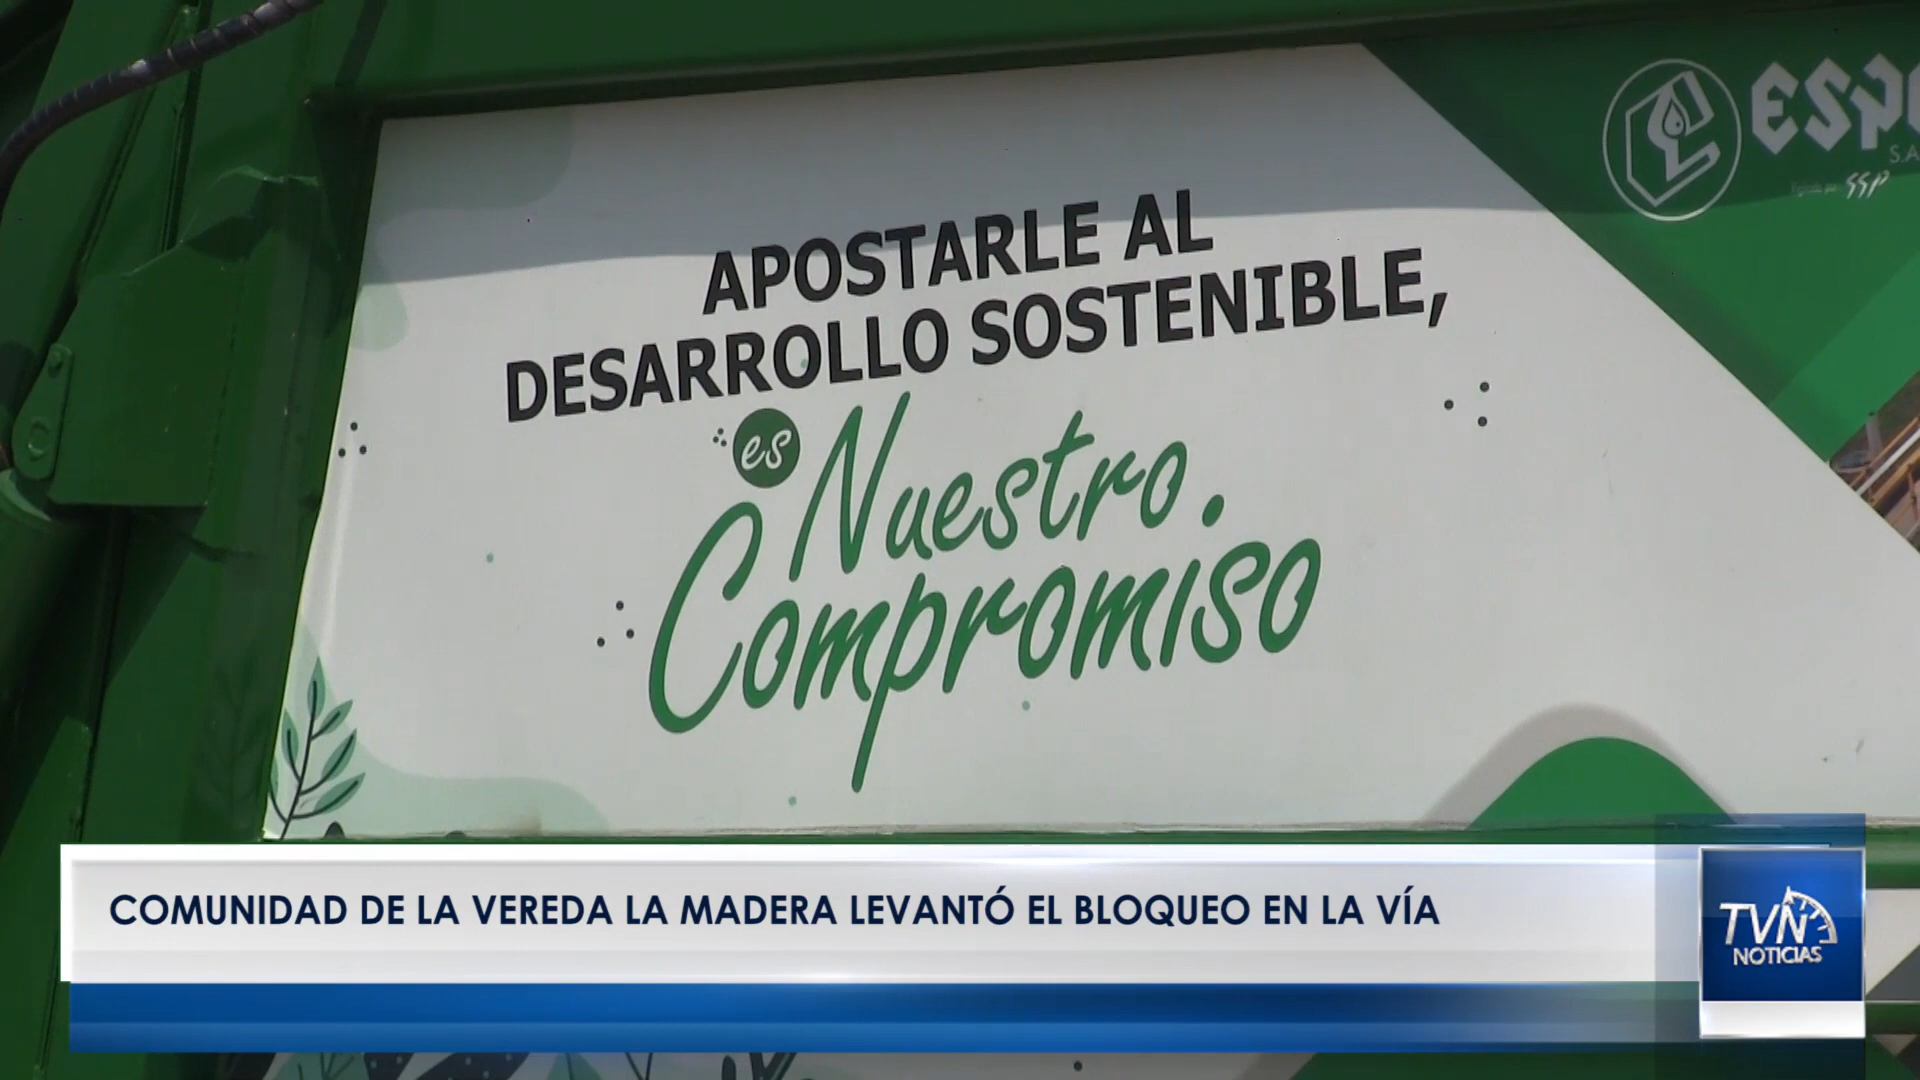 APOSTARLE AL
DESARROLLO SOSTENIBLE,
es Nuestro
Compromiso
S.A
SSP
COMUNIDAD DE LA VEREDA LA MADERA LEVANTÓ EL BLOQUEO EN LA VÍA
TVN
NOTICIAS